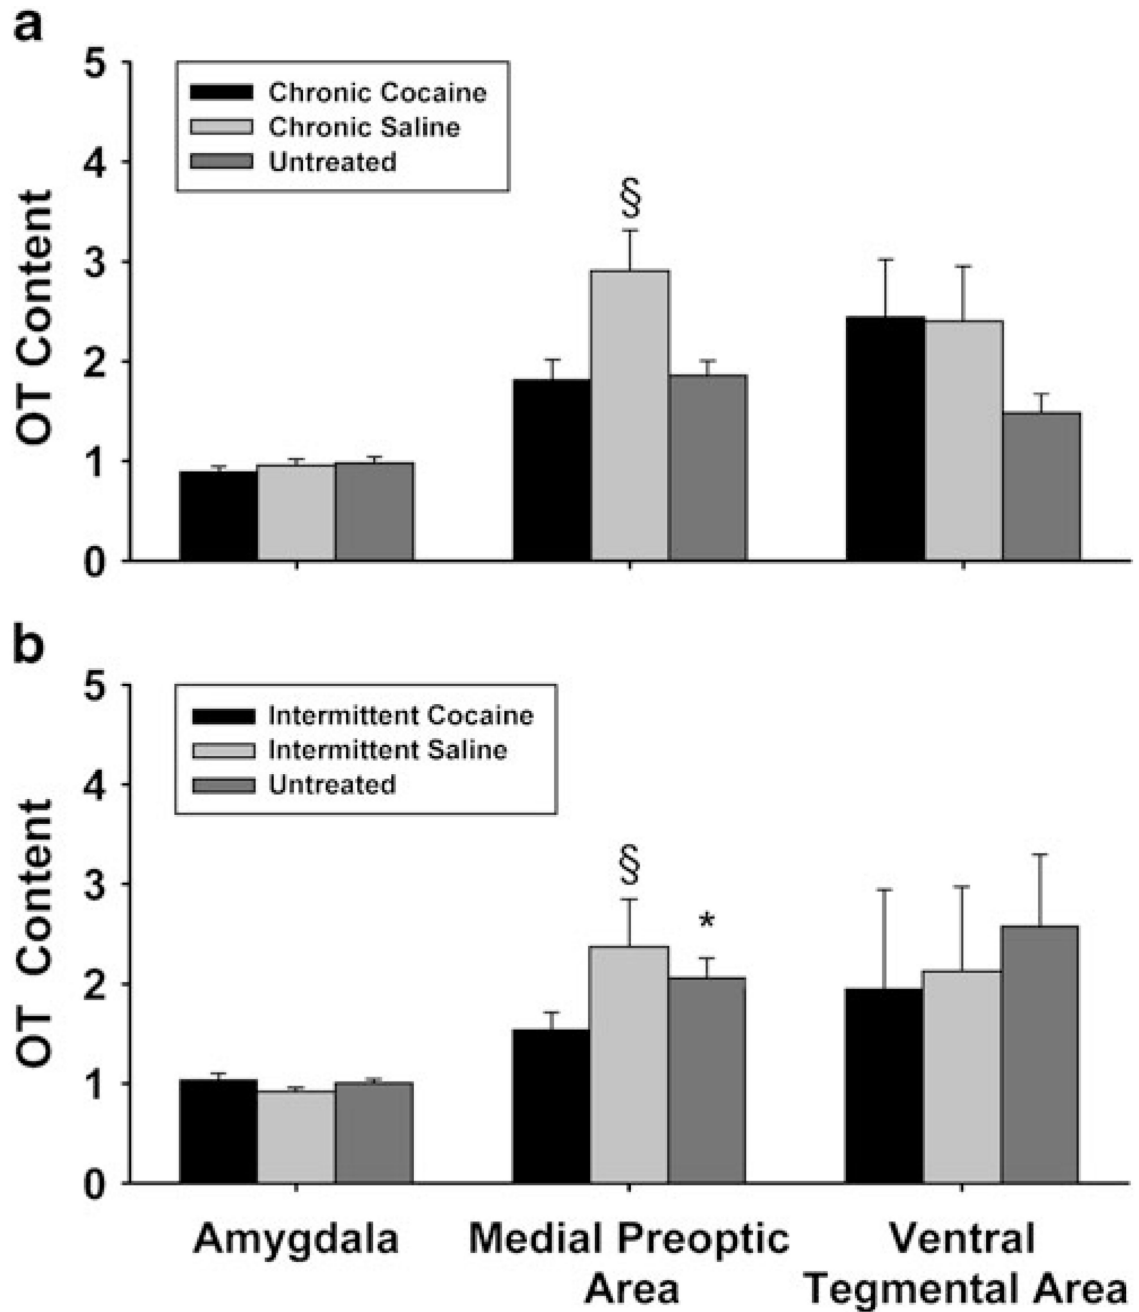 a
5
4
3
2
1
0
OT Content
Chronic Cocaine
Chronic Saline
Untreated
§
b
5
4
3
2
1
0
OT Content
Intermittent Cocaine
Intermittent Saline
Untreated
§
*
Amygdala
Medial Preoptic
Area
Ventral
Tegmental Area